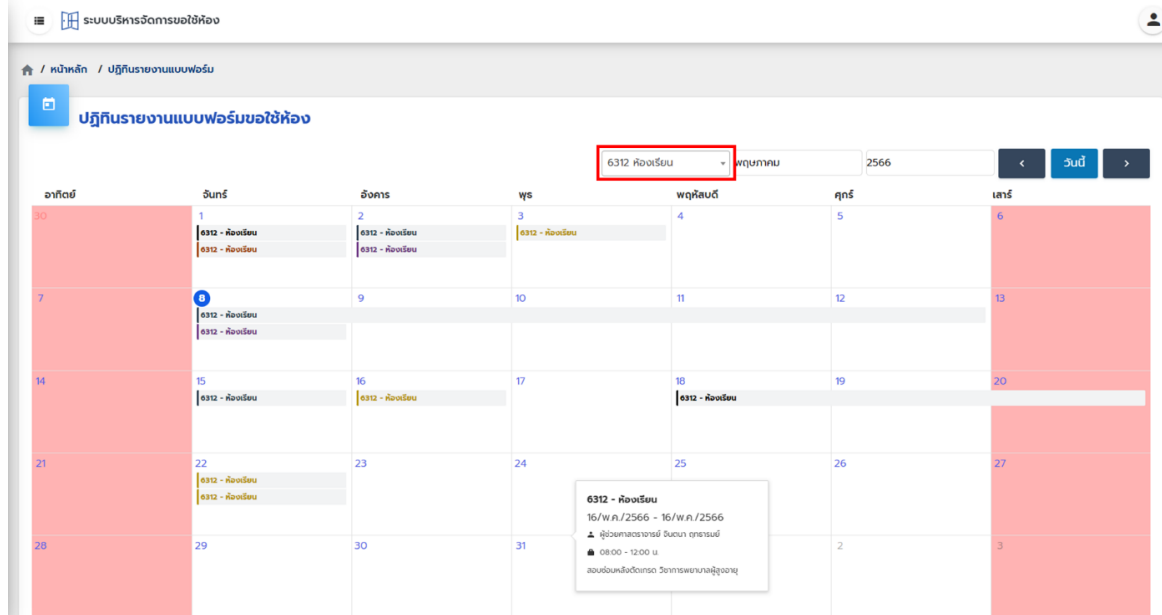 ระบบบริหารจัดการขอใช้ห้อง
/ หน้าหลัก / ปฏิทินรายงานแบบฟอร์ม
ปฏิทินรายงานแบบฟอร์มขอใช้ห้อง
6312 ห้องเรียน พฤษภาคม 2566 < วันนี้ >
อาทิตย์ จันทร์ อังคาร พุธ พฤหัสบดี ศุกร์ เสาร์
30 1 2 3 4 5 6
6312 - ห้องเรียน 6312 - ห้องเรียน 6312 - ห้องเรียน
6312 - ห้องเรียน 6312 - ห้องเรียน
7 8 9 10 11 12 13
6312 - ห้องเรียน
6312 - ห้องเรียน
14 15 16 17 18 19 20
6312 - ห้องเรียน 6312 - ห้องเรียน 6312 - ห้องเรียน
21 22 23 24 25 26 27
6312 - ห้องเรียน
6312 - ห้องเรียน
6312 - ห้องเรียน
16/พ.ค./2566 - 16/พ.ค./2566
ผู้ช่วยศาสตราจารย์ จินตนา ฤทธารมย์
08:00 - 12:00 น.
สอบซ่อมหลังตัดเกรด วิชาการพยาบาลผู้สูงอายุ
28 29 30 31 2 3